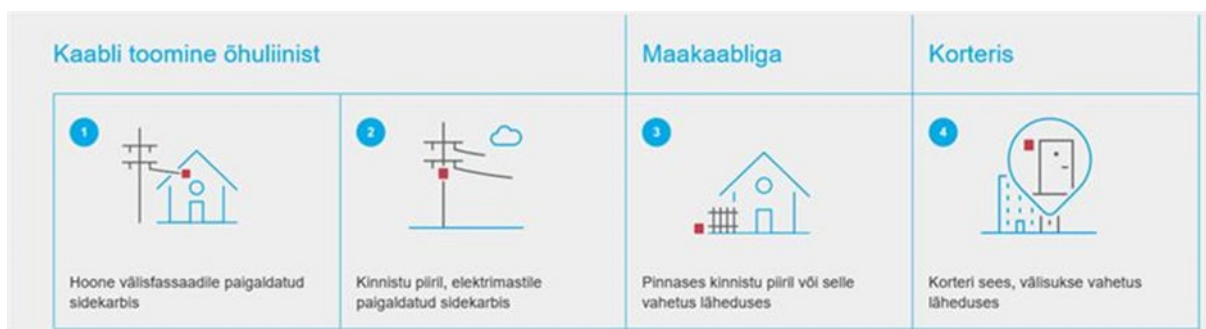 Kaabli toomine õhuliinist
Maakaabliga
Korteris
1
Hoone välisfassaadile paigaldatud
sidekarbis
2
Kinnistu piiril, elektrimastile
paigaldatud sidekarbis
3
Pinnases kinnistu piiril või selle
vahetus läheduses
4
Korteri sees, välisukse vahetus
läheduses